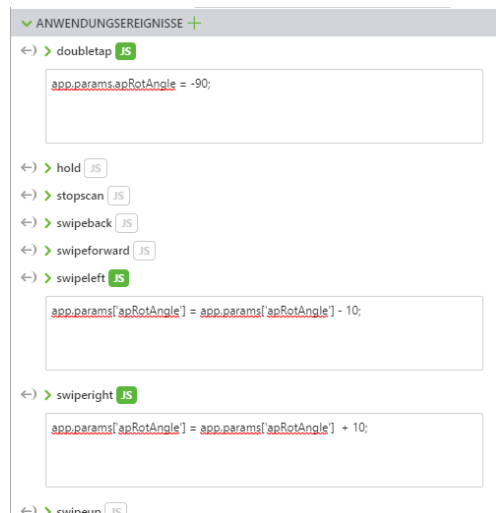 ANWENDUNGSEREIGNISSE
doubletap JS
app.params.apRotAngle = -90;
hold JS
stopscan JS
swipeback JS
swipeforward JS
swipeleft JS
app.params['apRotAngle'] = app.params['apRotAngle'] - 10;
swiperight JS
app.params['apRotAngle'] = app.params['apRotAngle']  + 10;
swipeup JS